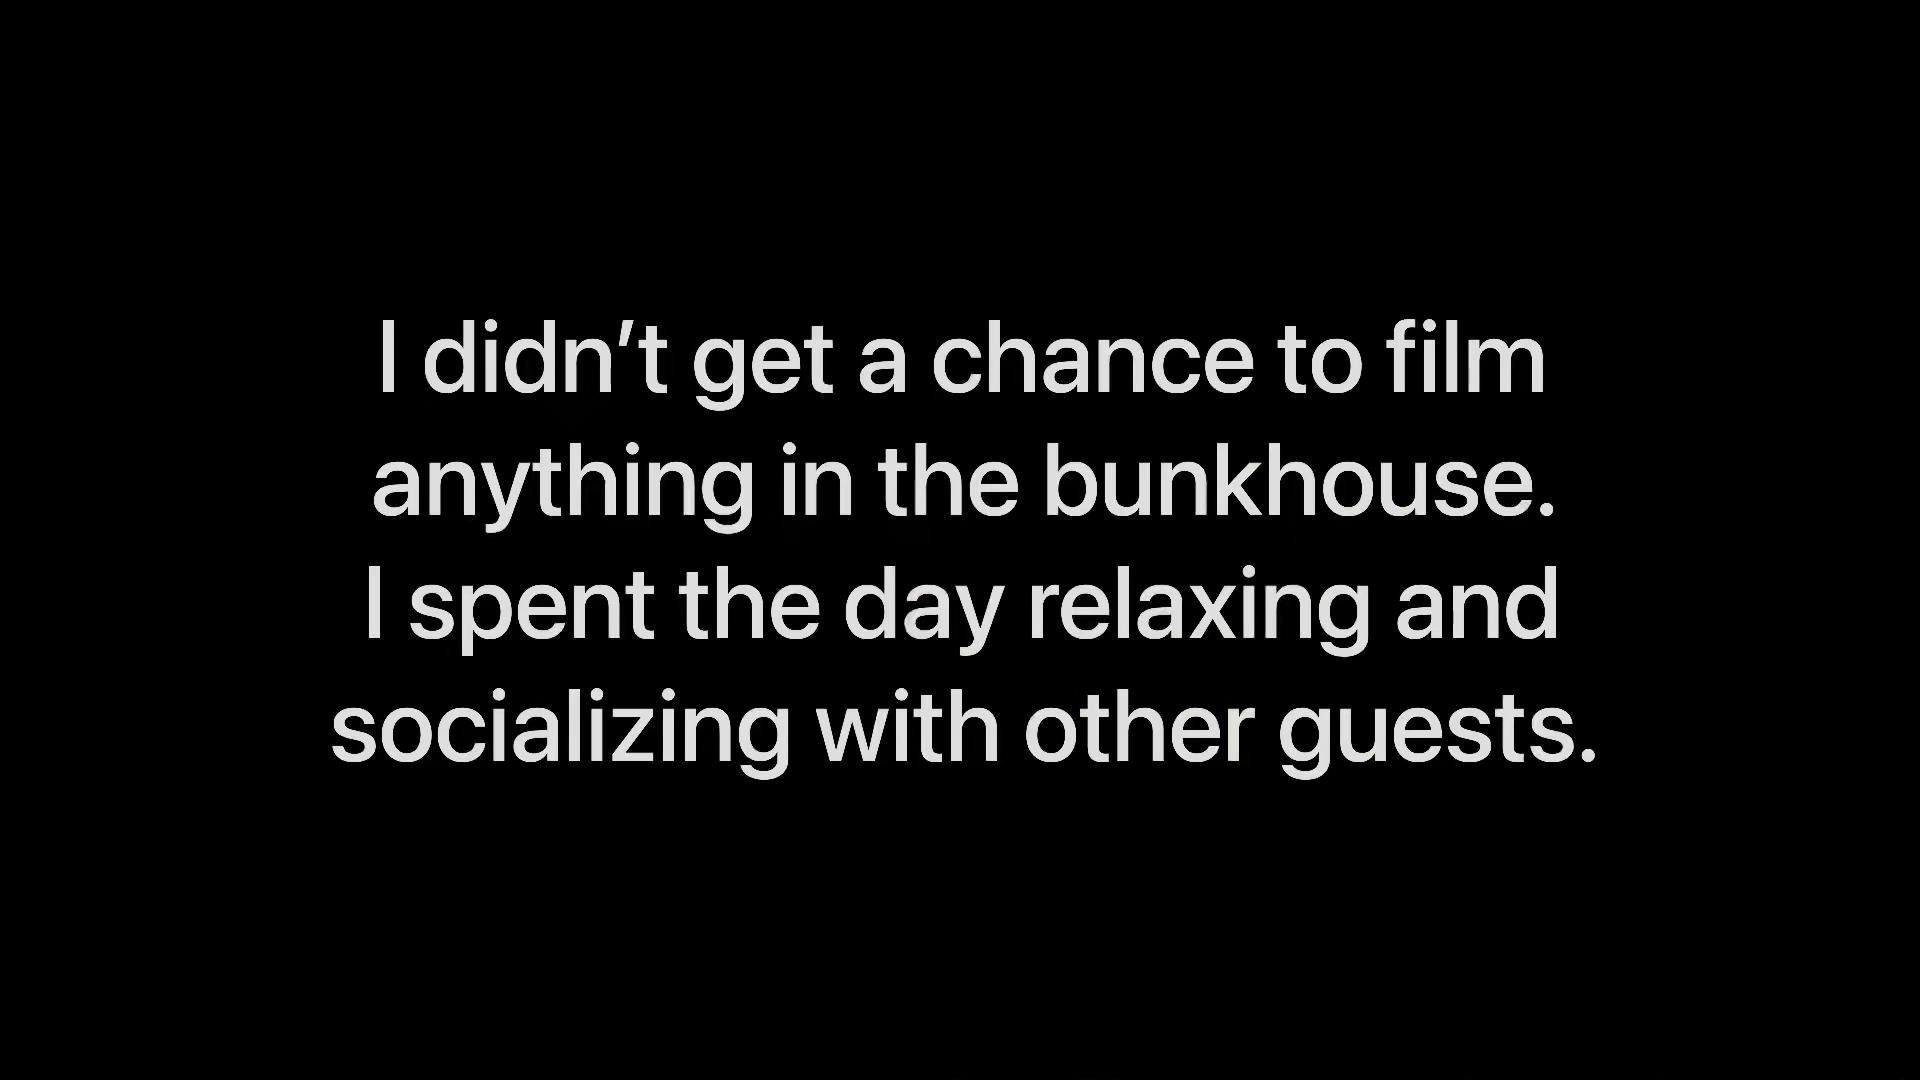 I didn’t get a chance to film
anything in the bunkhouse.
I spent the day relaxing and
socializing with other guests.